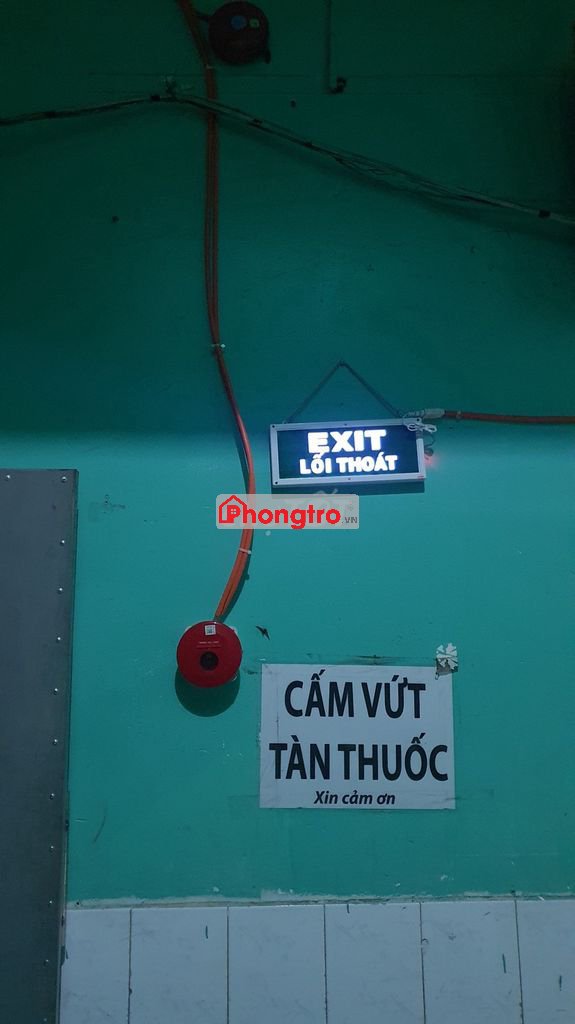 EXIT
LỐI THOÁT
Phongtro.VN
CẤM VỨT
TÀN THUỐC
Xin cảm ơn